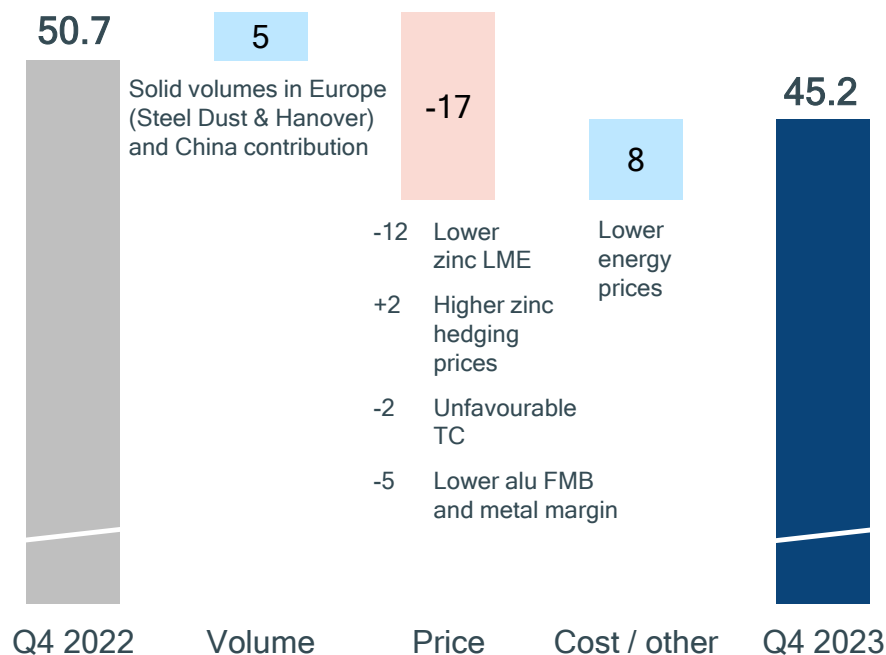 50.7
5
Solid volumes in Europe
(Steel Dust & Hanover)
and China contribution
-17
-12 Lower
zinc LME
+2 Higher zinc
hedging
prices
-2 Unfavourable
TC
-5 Lower alu FMB
and metal margin
8
Lower
energy
prices
45.2
Q4 2022 Volume Price Cost / other Q4 2023